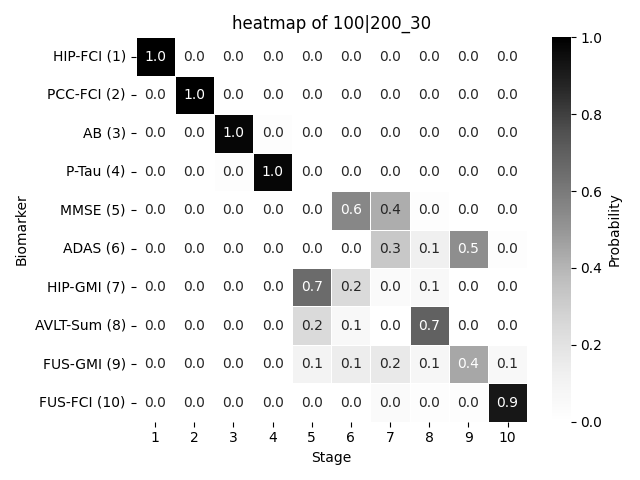 heatmap of 100|200_30
HIP-FCI (1) 1.0 0.0 0.0 0.0 0.0 0.0 0.0 0.0 0.0 0.0
PCC-FCI (2) 0.0 1.0 0.0 0.0 0.0 0.0 0.0 0.0 0.0 0.0
AB (3) 0.0 0.0 1.0 0.0 0.0 0.0 0.0 0.0 0.0 0.0
P-Tau (4) 0.0 0.0 0.0 1.0 0.0 0.0 0.0 0.0 0.0 0.0
MMSE (5) 0.0 0.0 0.0 0.0 0.0 0.6 0.4 0.0 0.0 0.0
ADAS (6) 0.0 0.0 0.0 0.0 0.0 0.0 0.3 0.1 0.5 0.0
HIP-GMI (7) 0.0 0.0 0.0 0.0 0.7 0.2 0.0 0.1 0.0 0.0
AVLT-Sum (8) 0.0 0.0 0.0 0.0 0.2 0.1 0.0 0.7 0.0 0.0
FUS-GMI (9) 0.0 0.0 0.0 0.0 0.1 0.1 0.2 0.1 0.4 0.1
FUS-FCI (10) 0.0 0.0 0.0 0.0 0.0 0.0 0.0 0.0 0.0 0.9
1 2 3 4 5 6 7 8 9 10
Stage
Biomarker
1.0
0.8
0.6
0.4
0.2
0.0
Probability